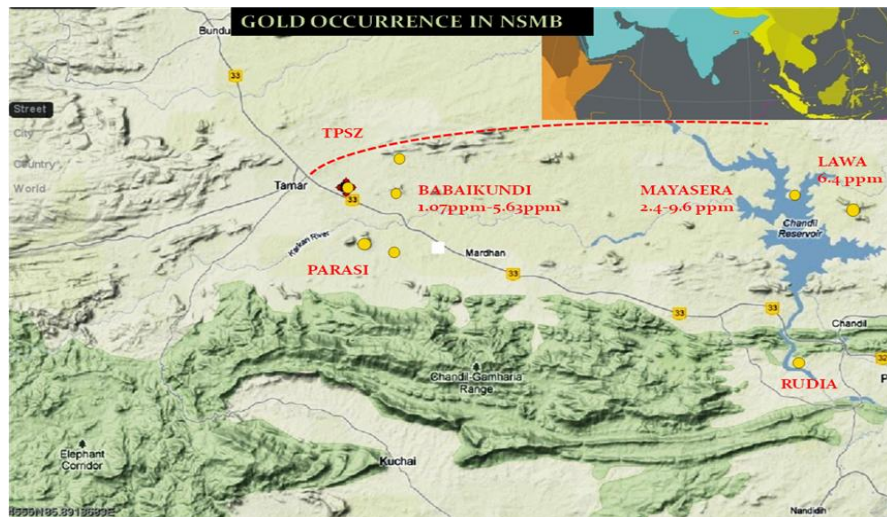 GOLD OCCURRENCE IN NSMB
Bundu
33
Street
City
Country
World
TPSZ
Tamar
33
BABAIKUNDI
1.07ppm-5.63ppm
MAYASERA
2.4-9.6 ppm
LAWA
6.4 ppm
Chandil
Reservoir
PARASI
Mardhan
33
33
33
Chandil
32
RUDIA
Chandil-Gamharia
Range
Elephant
Corridor
Kuchai
Nandidih